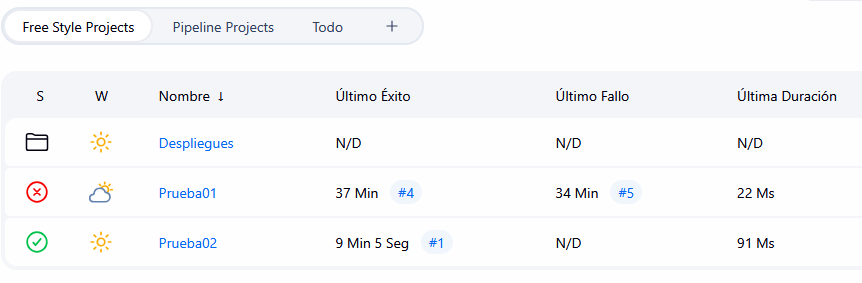 Free Style Projects Pipeline Projects Todo +
S W Nombre ↓ Último Éxito Último Fallo Última Duración
Despliegues N/D N/D N/D
Prueba01 37 Min #4 34 Min #5 22 Ms
Prueba02 9 Min 5 Seg #1 N/D 91 Ms